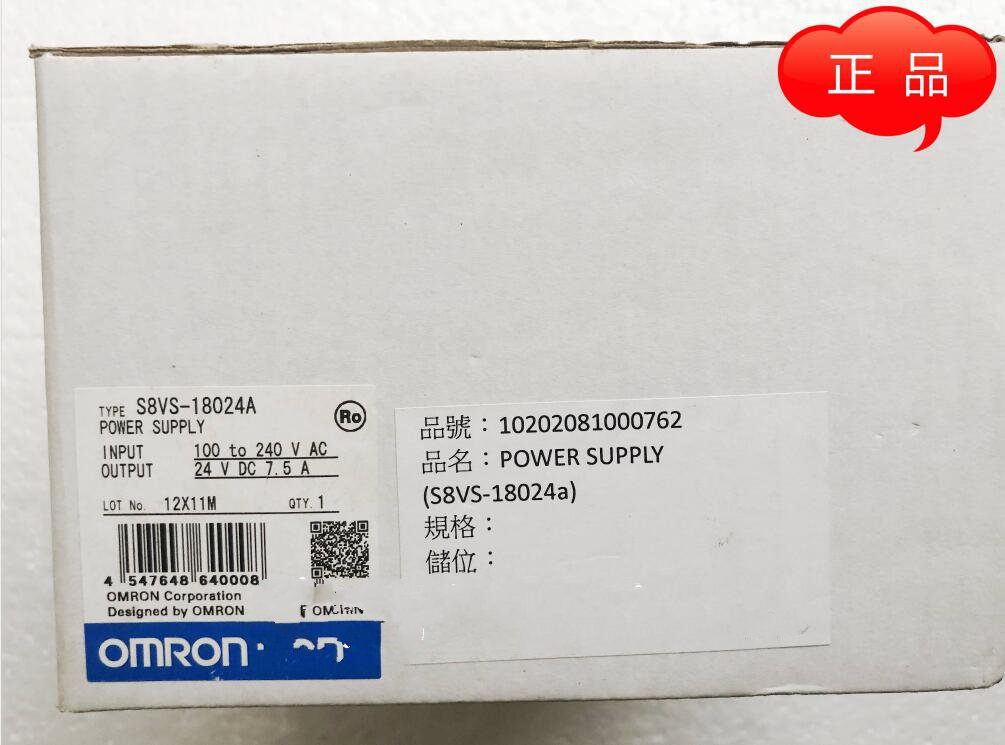 正品
TYPE S8VS-18024A
POWER SUPPLY
Ro
INPUT 100 to 240 V AC
OUTPUT 24 V DC 7.5 A
LOT No. 12X11M QTY. 1
4 547648 640008
OMRON Corporation
Designed by OMRON
OMRON
品號：10202081000762
品名：POWER SUPPLY
(S8VS-18024a)
規格：
儲位：